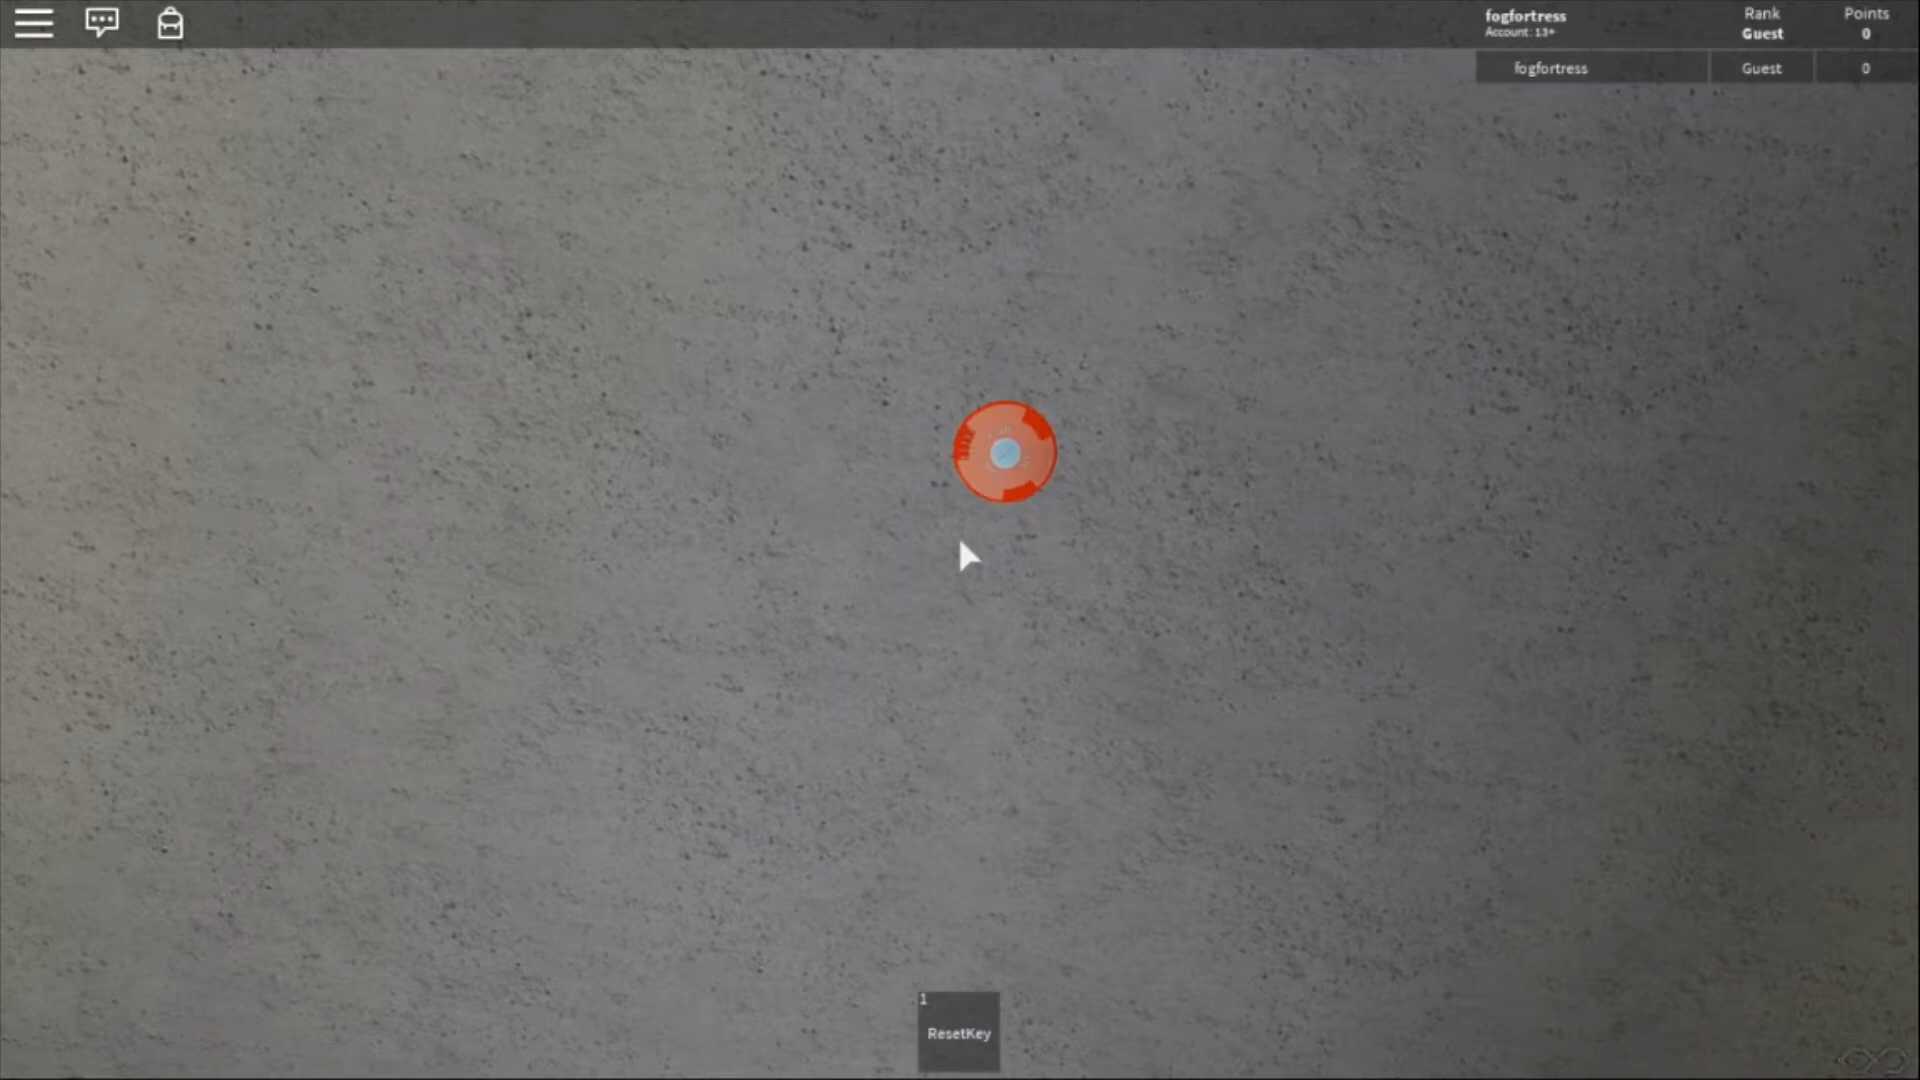 fogfortress
Account: 13+
Rank
Guest
Points
0
fogfortress
Guest
0
1
ResetKey